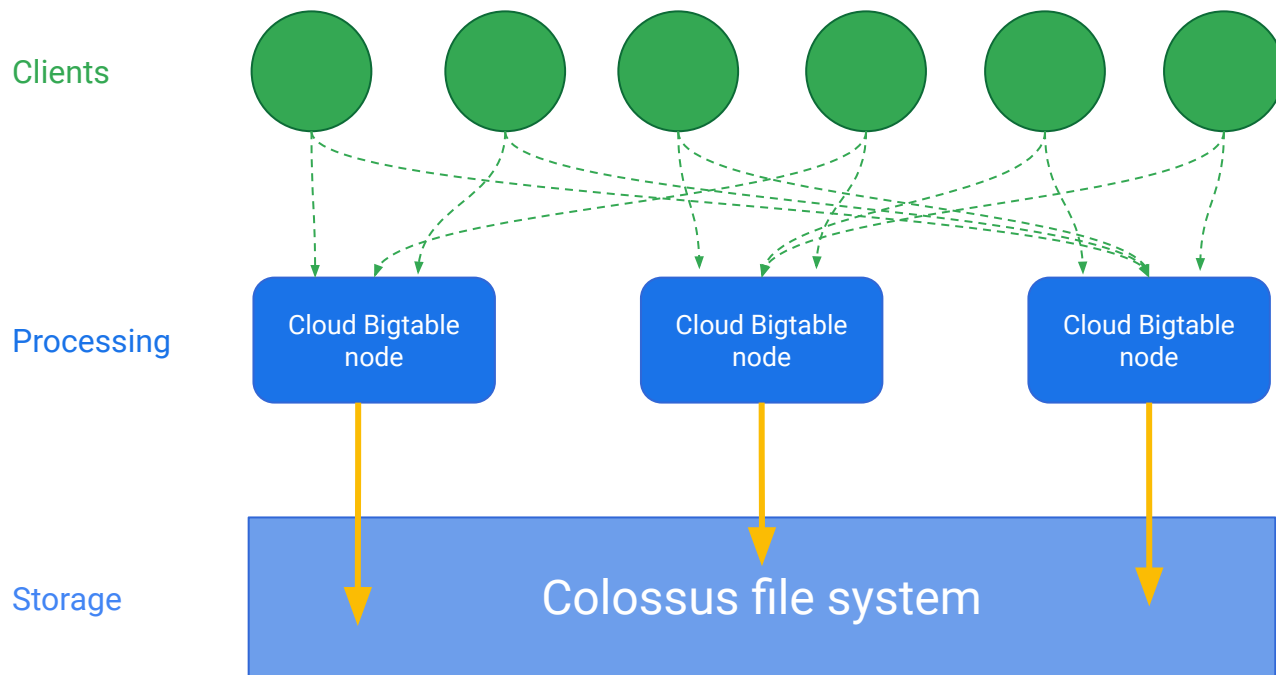 Clients
Processing
Cloud Bigtable
node
Cloud Bigtable
node
Cloud Bigtable
node
Storage
Colossus file system